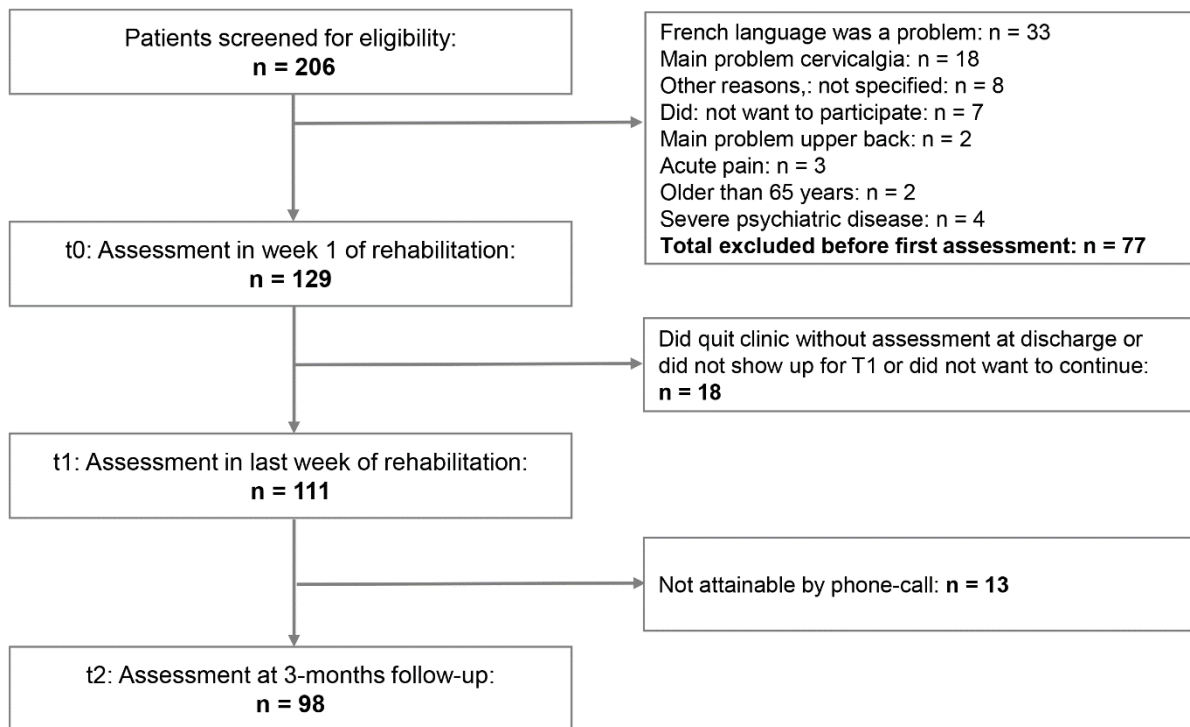 Patients screened for eligibility:
n = 206
French language was a problem: n = 33
Main problem cervicalgia: n = 18
Other reasons,: not specified: n = 8
Did: not want to participate: n = 7
Main problem upper back: n = 2
Acute pain: n = 3
Older than 65 years: n = 2
Severe psychiatric disease: n = 4
Total excluded before first assessment: n = 77
t0: Assessment in week 1 of rehabilitation:
n = 129
Did quit clinic without assessment at discharge or
did not show up for T1 or did not want to continue:
n = 18
t1: Assessment in last week of rehabilitation:
n = 111
Not attainable by phone-call: n = 13
t2: Assessment at 3-months follow-up:
n = 98